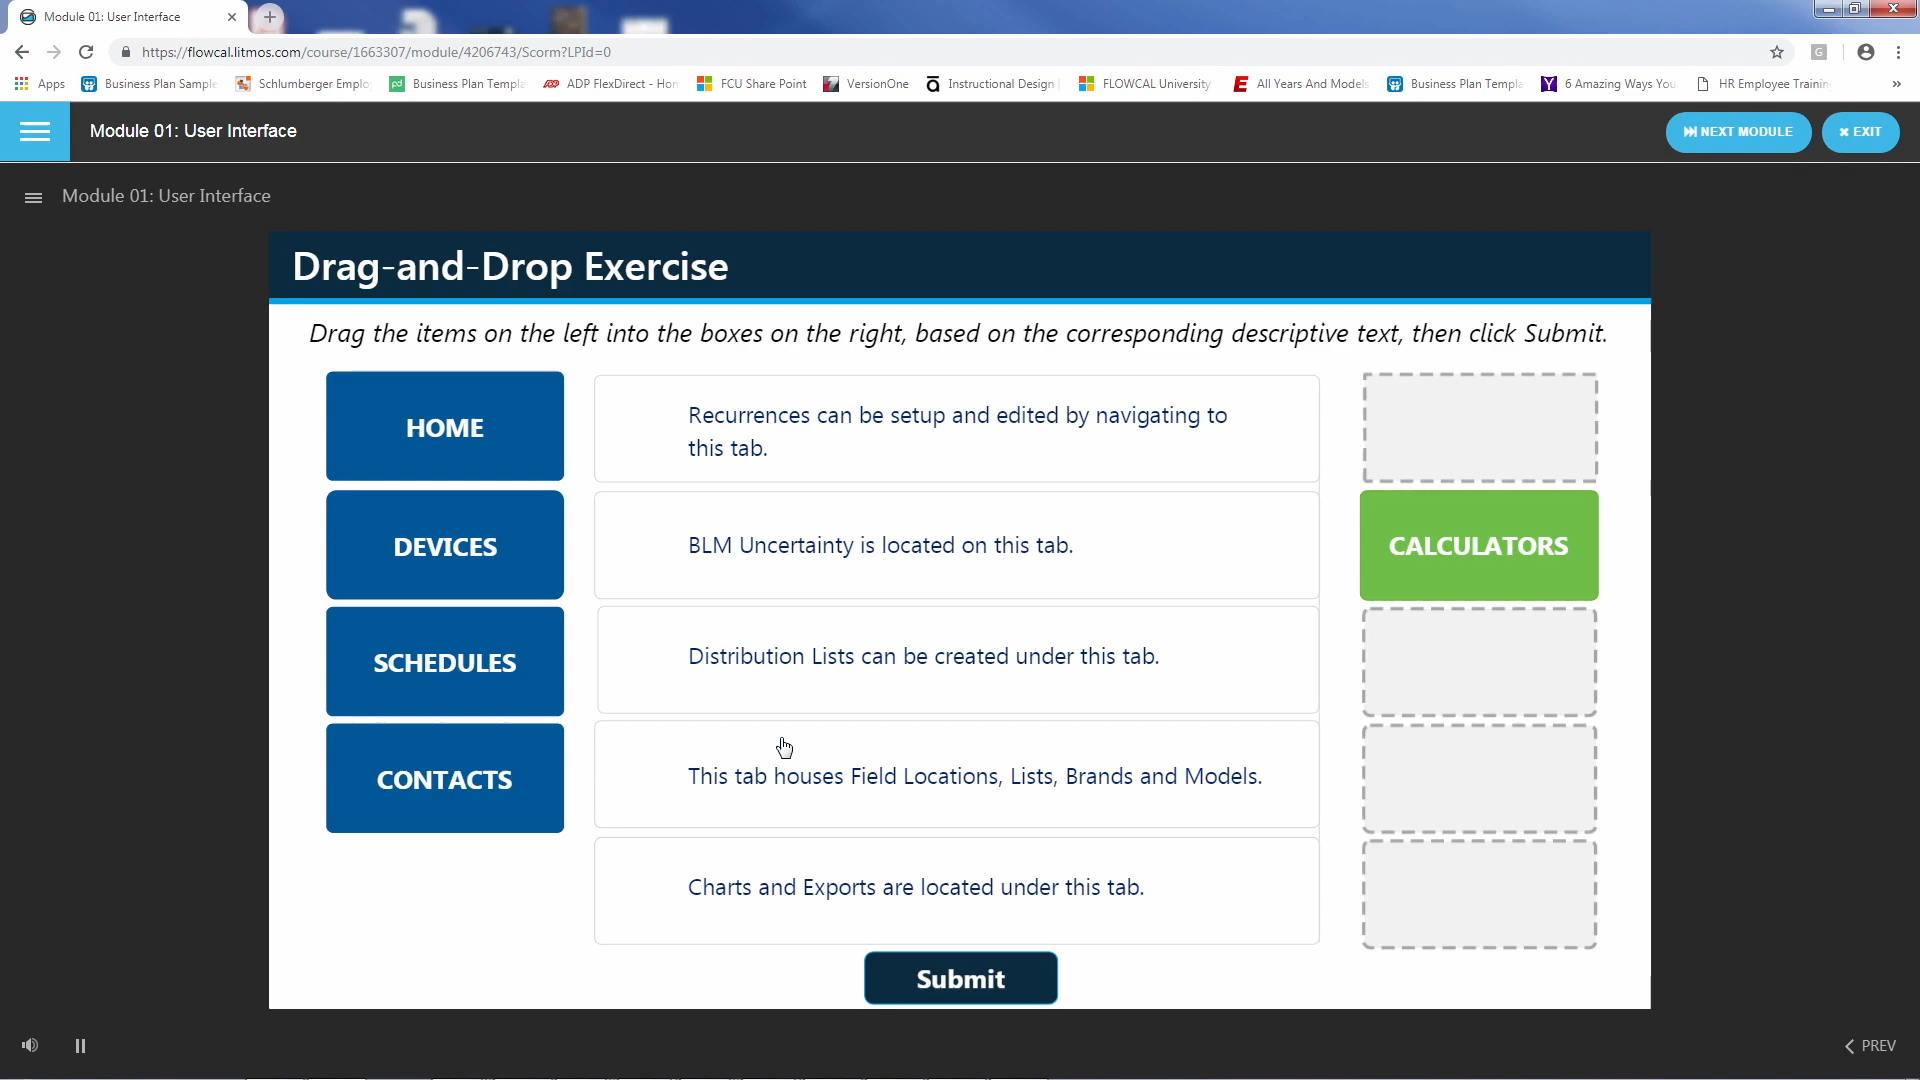 Module 01: User Interface
https://flowcal.litmos.com/course/1663307/module/4206743/Scorm?LPId=0
Apps
Business Plan Sample
Schlumberger Emplo
Business Plan Templa
ADP FlexDirect - Hom
FCU Share Point
VersionOne
Instructional Design
FLOWCAL University
All Years And Models
Business Plan Templa
6 Amazing Ways You
HR Employee Training
»
Module 01: User Interface
NEXT MODULE
EXIT
Module 01: User Interface
Drag-and-Drop Exercise
Drag the items on the left into the boxes on the right, based on the corresponding descriptive text, then click Submit.
HOME
Recurrences can be setup and edited by navigating to
this tab.
DEVICES
BLM Uncertainty is located on this tab.
CALCULATORS
SCHEDULES
Distribution Lists can be created under this tab.
CONTACTS
This tab houses Field Locations, Lists, Brands and Models.
Charts and Exports are located under this tab.
Submit
PREV